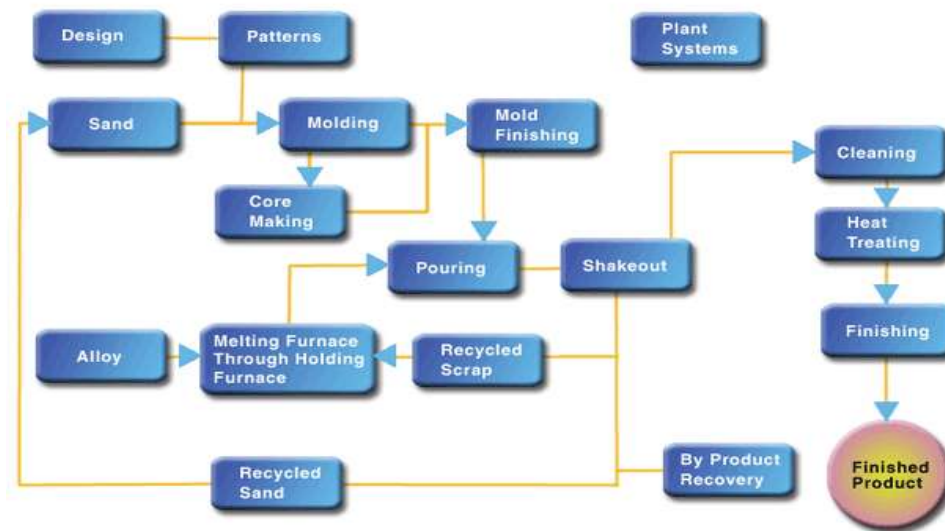 Design
Patterns
Plant
Systems
Sand
Molding
Mold
Finishing
Cleaning
Core
Making
Heat
Treating
Pouring
Shakeout
Finishing
Alloy
Melting Furnace
Through Holding
Furnace
Recycled
Scrap
Recycled
Sand
By Product
Recovery
Finished
Product